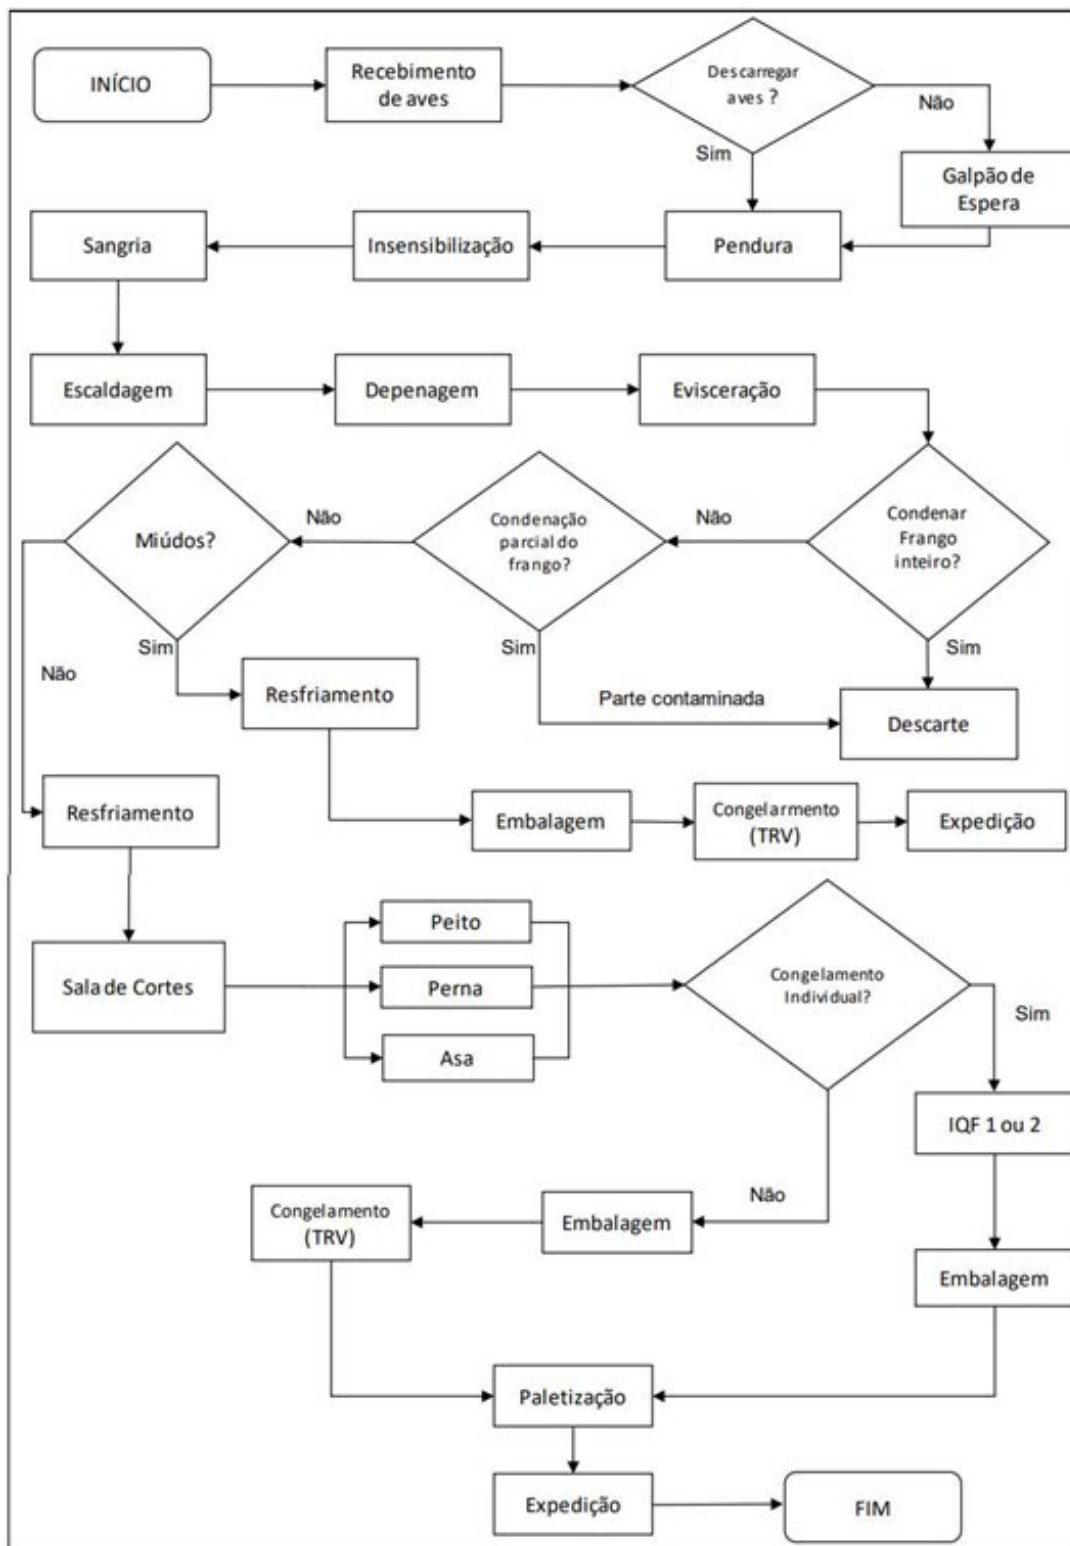 INÍCIO
Recebimento
de aves
Descarregar
aves ?
Não
Sim
Galpão de
Espera
Sangria
Insensibilização
Pendura
Escaldagem
Depenagem
Evisceração
Miúdos?
Não
Condenação
parcial do
frango?
Não
Condenar
Frango
inteiro?
Sim
Não
Sim
Sim
Resfriamento
Parte contaminada
Descarte
Resfriamento
Embalagem
Congelarmento
(TRV)
Expedição
Peito
Sala de Cortes
Perna
Asa
Congelamento
Individual?
Sim
IQF 1 ou 2
Não
Congelamento
(TRV)
Embalagem
Embalagem
Paletização
Expedição
FIM